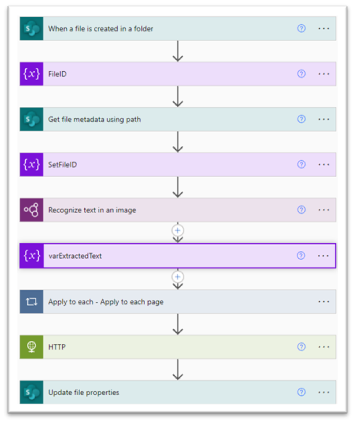 When a file is created in a folder
{x} FileID
Get file metadata using path
{x} SetFileID
Recognize text in an image
{x} varExtractedText
Apply to each - Apply to each page
HTTP
Update file properties